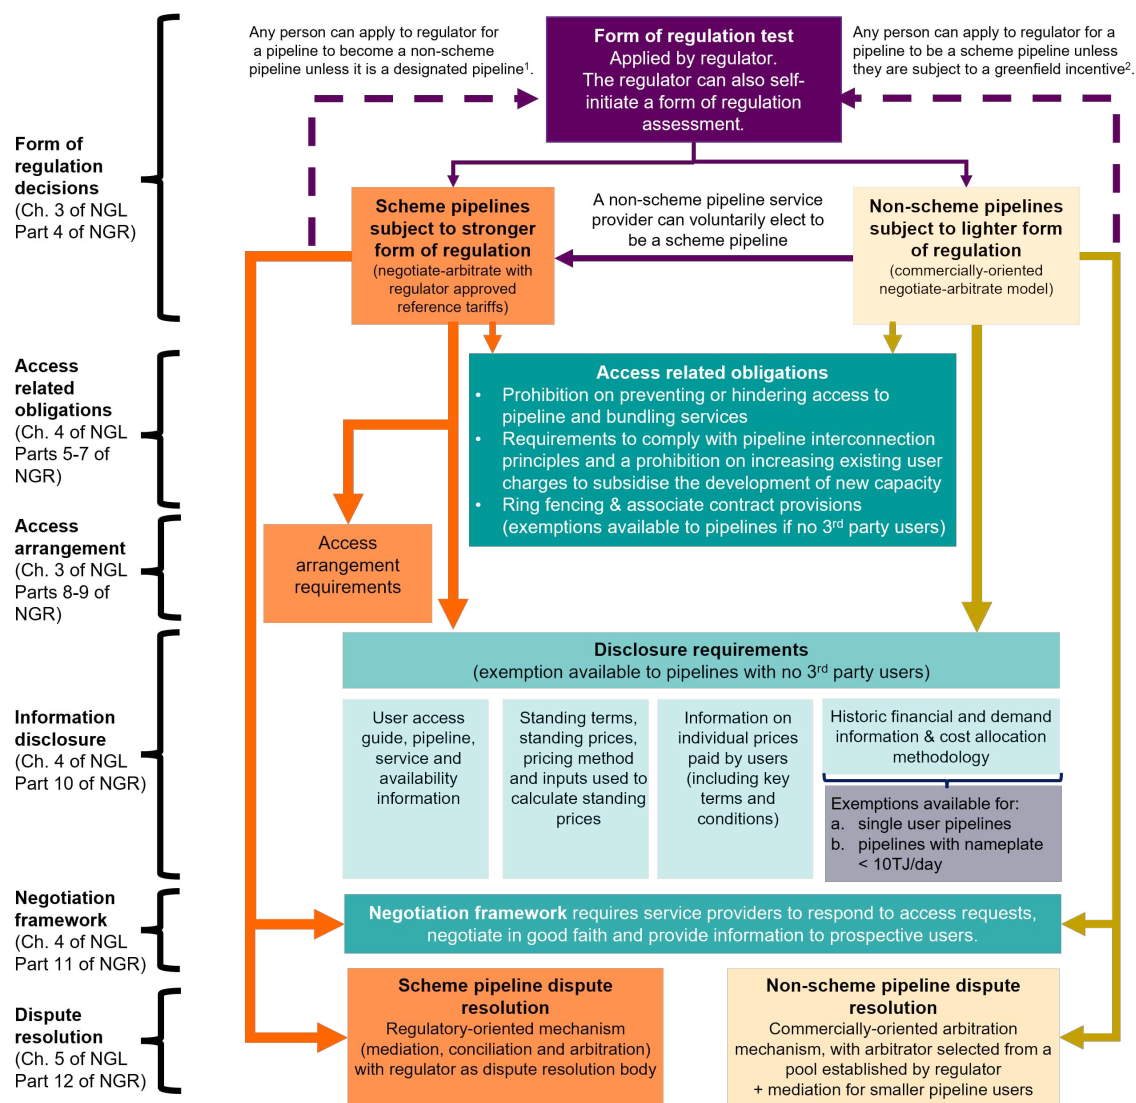 Any person can apply to regulator for
a pipeline to become a non-scheme
pipeline unless it is a designated pipeline¹.
Form of regulation test
Applied by regulator.
The regulator can also self-
initiate a form of regulation
assessment.
Any person can apply to regulator for a
pipeline to be a scheme pipeline unless
they are subject to a greenfield incentive².
Form of
regulation
decisions
(Ch. 3 of NGL
Part 4 of NGR)
Scheme pipelines
subject to stronger
form of regulation
(negotiate-arbitrate with
regulator approved
reference tariffs)
A non-scheme pipeline service
provider can voluntarily elect to
be a scheme pipeline
Non-scheme pipelines
subject to lighter form
of regulation
(commercially-oriented
negotiate-arbitrate model)
Access
related
obligations
(Ch. 4 of NGL
Parts 5-7 of
NGR)
Access related obligations
• Prohibition on preventing or hindering access to
pipeline and bundling services
• Requirements to comply with pipeline interconnection
principles and a prohibition on increasing existing user
charges to subsidise the development of new capacity
• Ring fencing & associate contract provisions
(exemptions available to pipelines if no 3rd party users)
Access
arrangement
(Ch. 3 of NGL
Parts 8-9 of
NGR)
Access
arrangement
requirements
Information
disclosure
(Ch. 4 of NGL
Part 10 of NGR)
Disclosure requirements
(exemption available to pipelines with no 3rd party users)
User access
guide, pipeline,
service and
availability
information
Standing terms,
standing prices,
pricing method
and inputs used to
calculate standing
prices
Information on
individual prices
paid by users
(including key
terms and
conditions)
Historic financial and demand
information & cost allocation
methodology
Exemptions available for:
a. single user pipelines
b. pipelines with nameplate
< 10TJ/day
Negotiation
framework
(Ch. 4 of NGL
Part 11 of NGR)
Negotiation framework requires service providers to respond to access requests,
negotiate in good faith and provide information to prospective users.
Dispute
resolution
(Ch. 5 of NGL
Part 12 of NGR)
Scheme pipeline dispute
resolution
Regulatory-oriented mechanism
(mediation, conciliation and arbitration)
with regulator as dispute resolution body
Non-scheme pipeline dispute
resolution
Commercially-oriented arbitration
mechanism, with arbitrator selected from a
pool established by regulator
+ mediation for smaller pipeline users